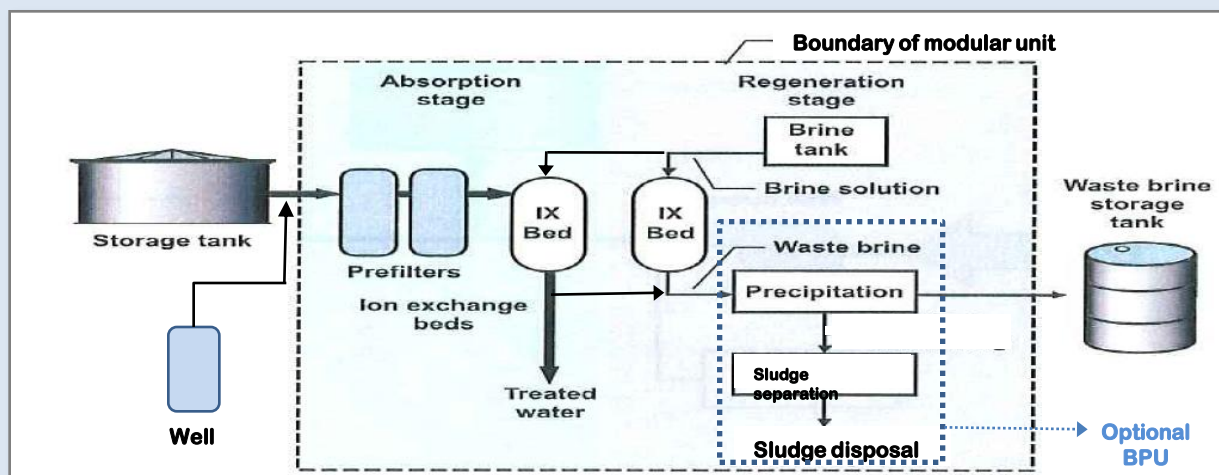 Boundary of modular unit
Absorption
stage
Regeneration
stage
Brine
tank
Brine solution
IX
Bed
IX
Bed
Waste brine
storage
tank
Storage tank
Prefilters
Waste brine
Precipitation
Ion exchange
beds
Sludge
separation
Treated
water
Well
Sludge disposal
Optional
BPU